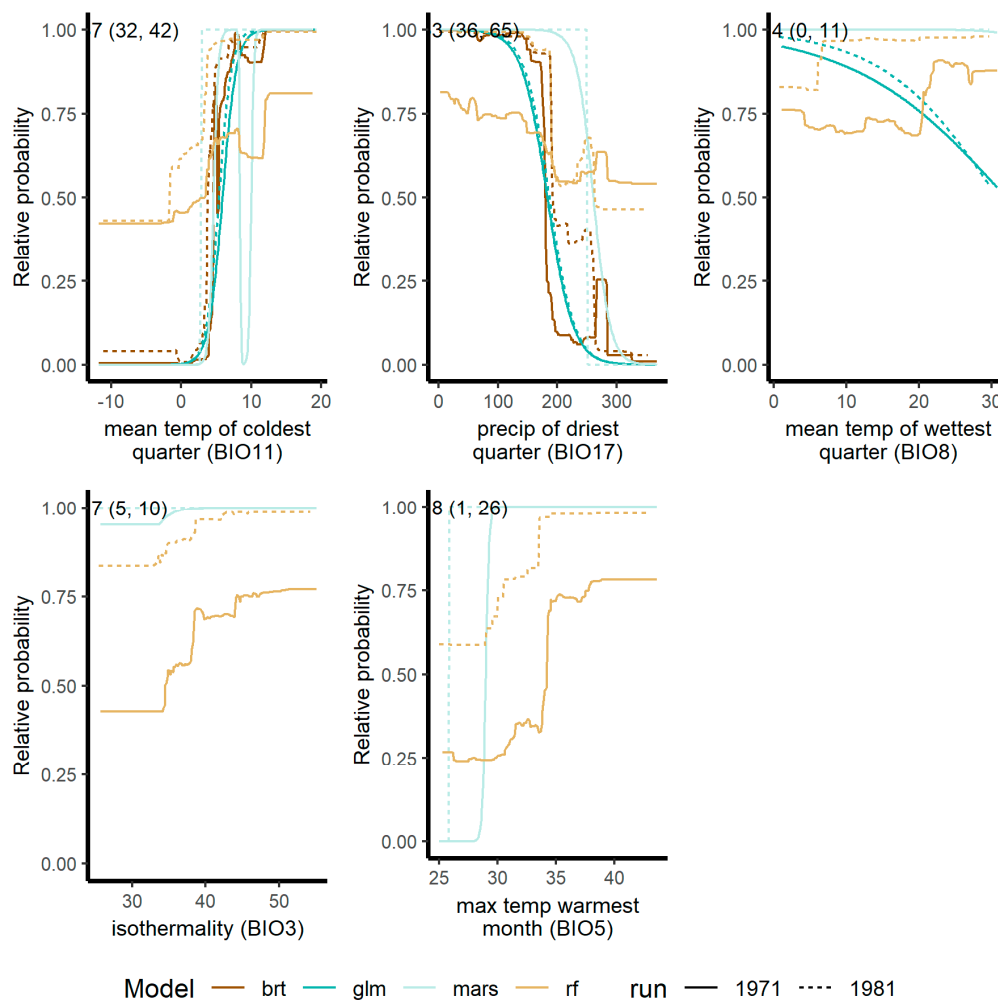 7 (32, 42)
1.00
0.75
0.50
0.25
0.00
Relative probability
-10 0 10 20
mean temp of coldest
quarter (BIO11)
3 (36, 65)
1.00
0.75
0.50
0.25
0.00
Relative probability
0 100 200 300
precip of driest
quarter (BIO17)
4 (0, 11)
1.00
0.75
0.50
0.25
0.00
Relative probability
0 10 20 30
mean temp of wettest
quarter (BIO8)
7 (5, 10)
1.00
0.75
0.50
0.25
0.00
Relative probability
30 40 50
isothermality (BIO3)
8 (1, 26)
1.00
0.75
0.50
0.25
0.00
Relative probability
25 30 35 40
max temp warmest
month (BIO5)
Model brt glm mars rf run 1971 1981